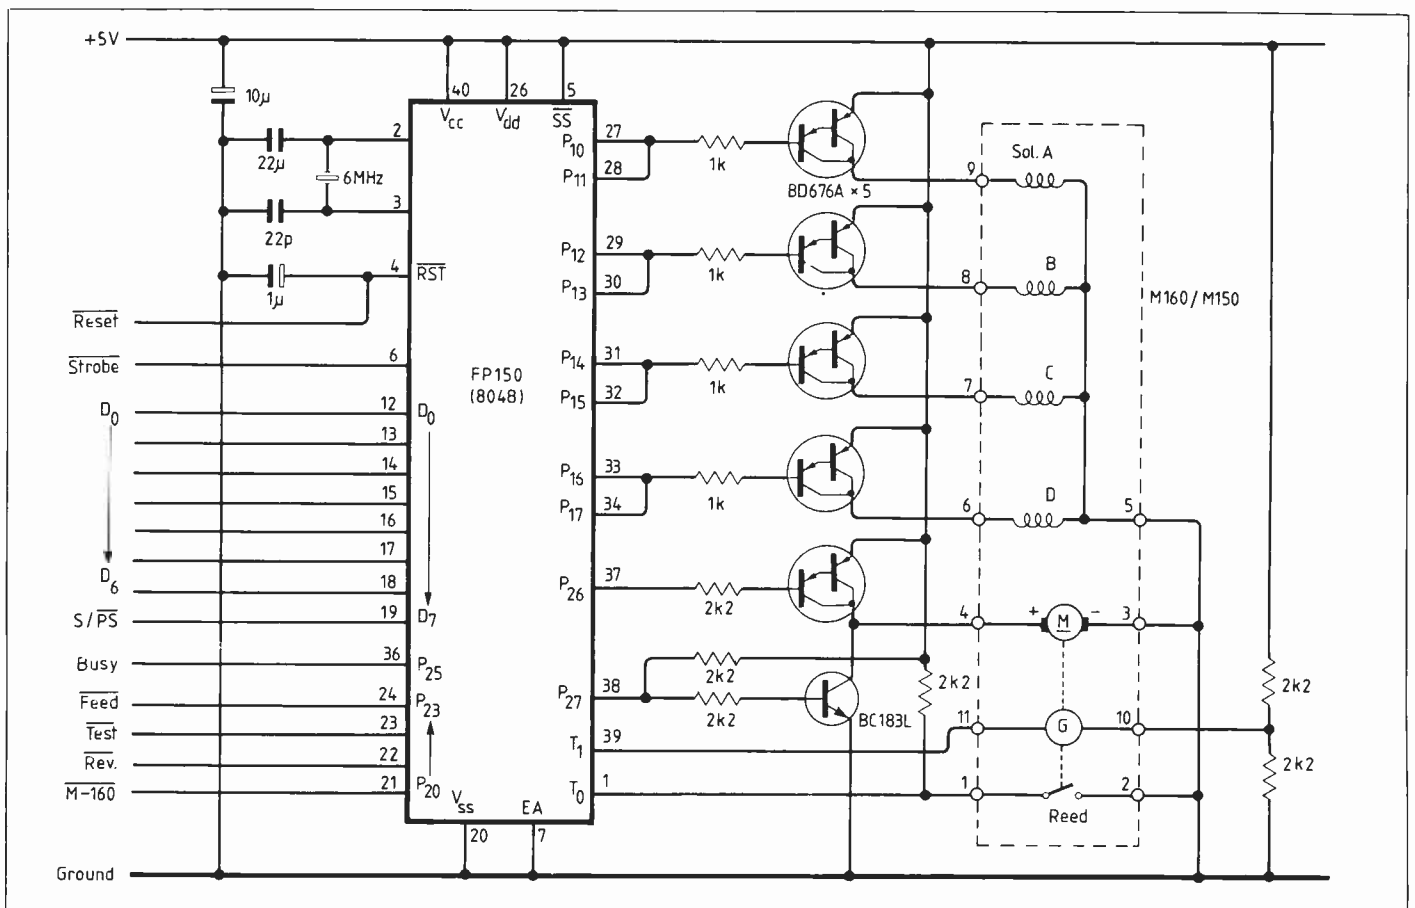 +5V
10µ
40
26
5
Vcc
Vdd
SS
2
22µ
6MHz
3
22p
4
RST
1µ
Reset
Strobe
6
FP150
(8048)
D0
12
D0
13
14
15
16
17
D6
18
S/PS
19
D7
Busy
36
P25
Feed
24
P23
Test
23
Rev.
22
M-160
21
P20
Vss
EA
20
7
Ground
P10
27
P11
28
1k
BD676A × 5
P12
29
P13
30
1k
P14
31
P15
32
1k
P16
33
P17
34
1k
P26
37
2k2
P27
38
2k2
2k2
BC183L
2k2
T1
39
T0
1
Sol. A
9
B
8
C
7
D
6
5
M160/M150
4
+
M
-
3
11
G
10
1
2
Reed
2k2
2k2